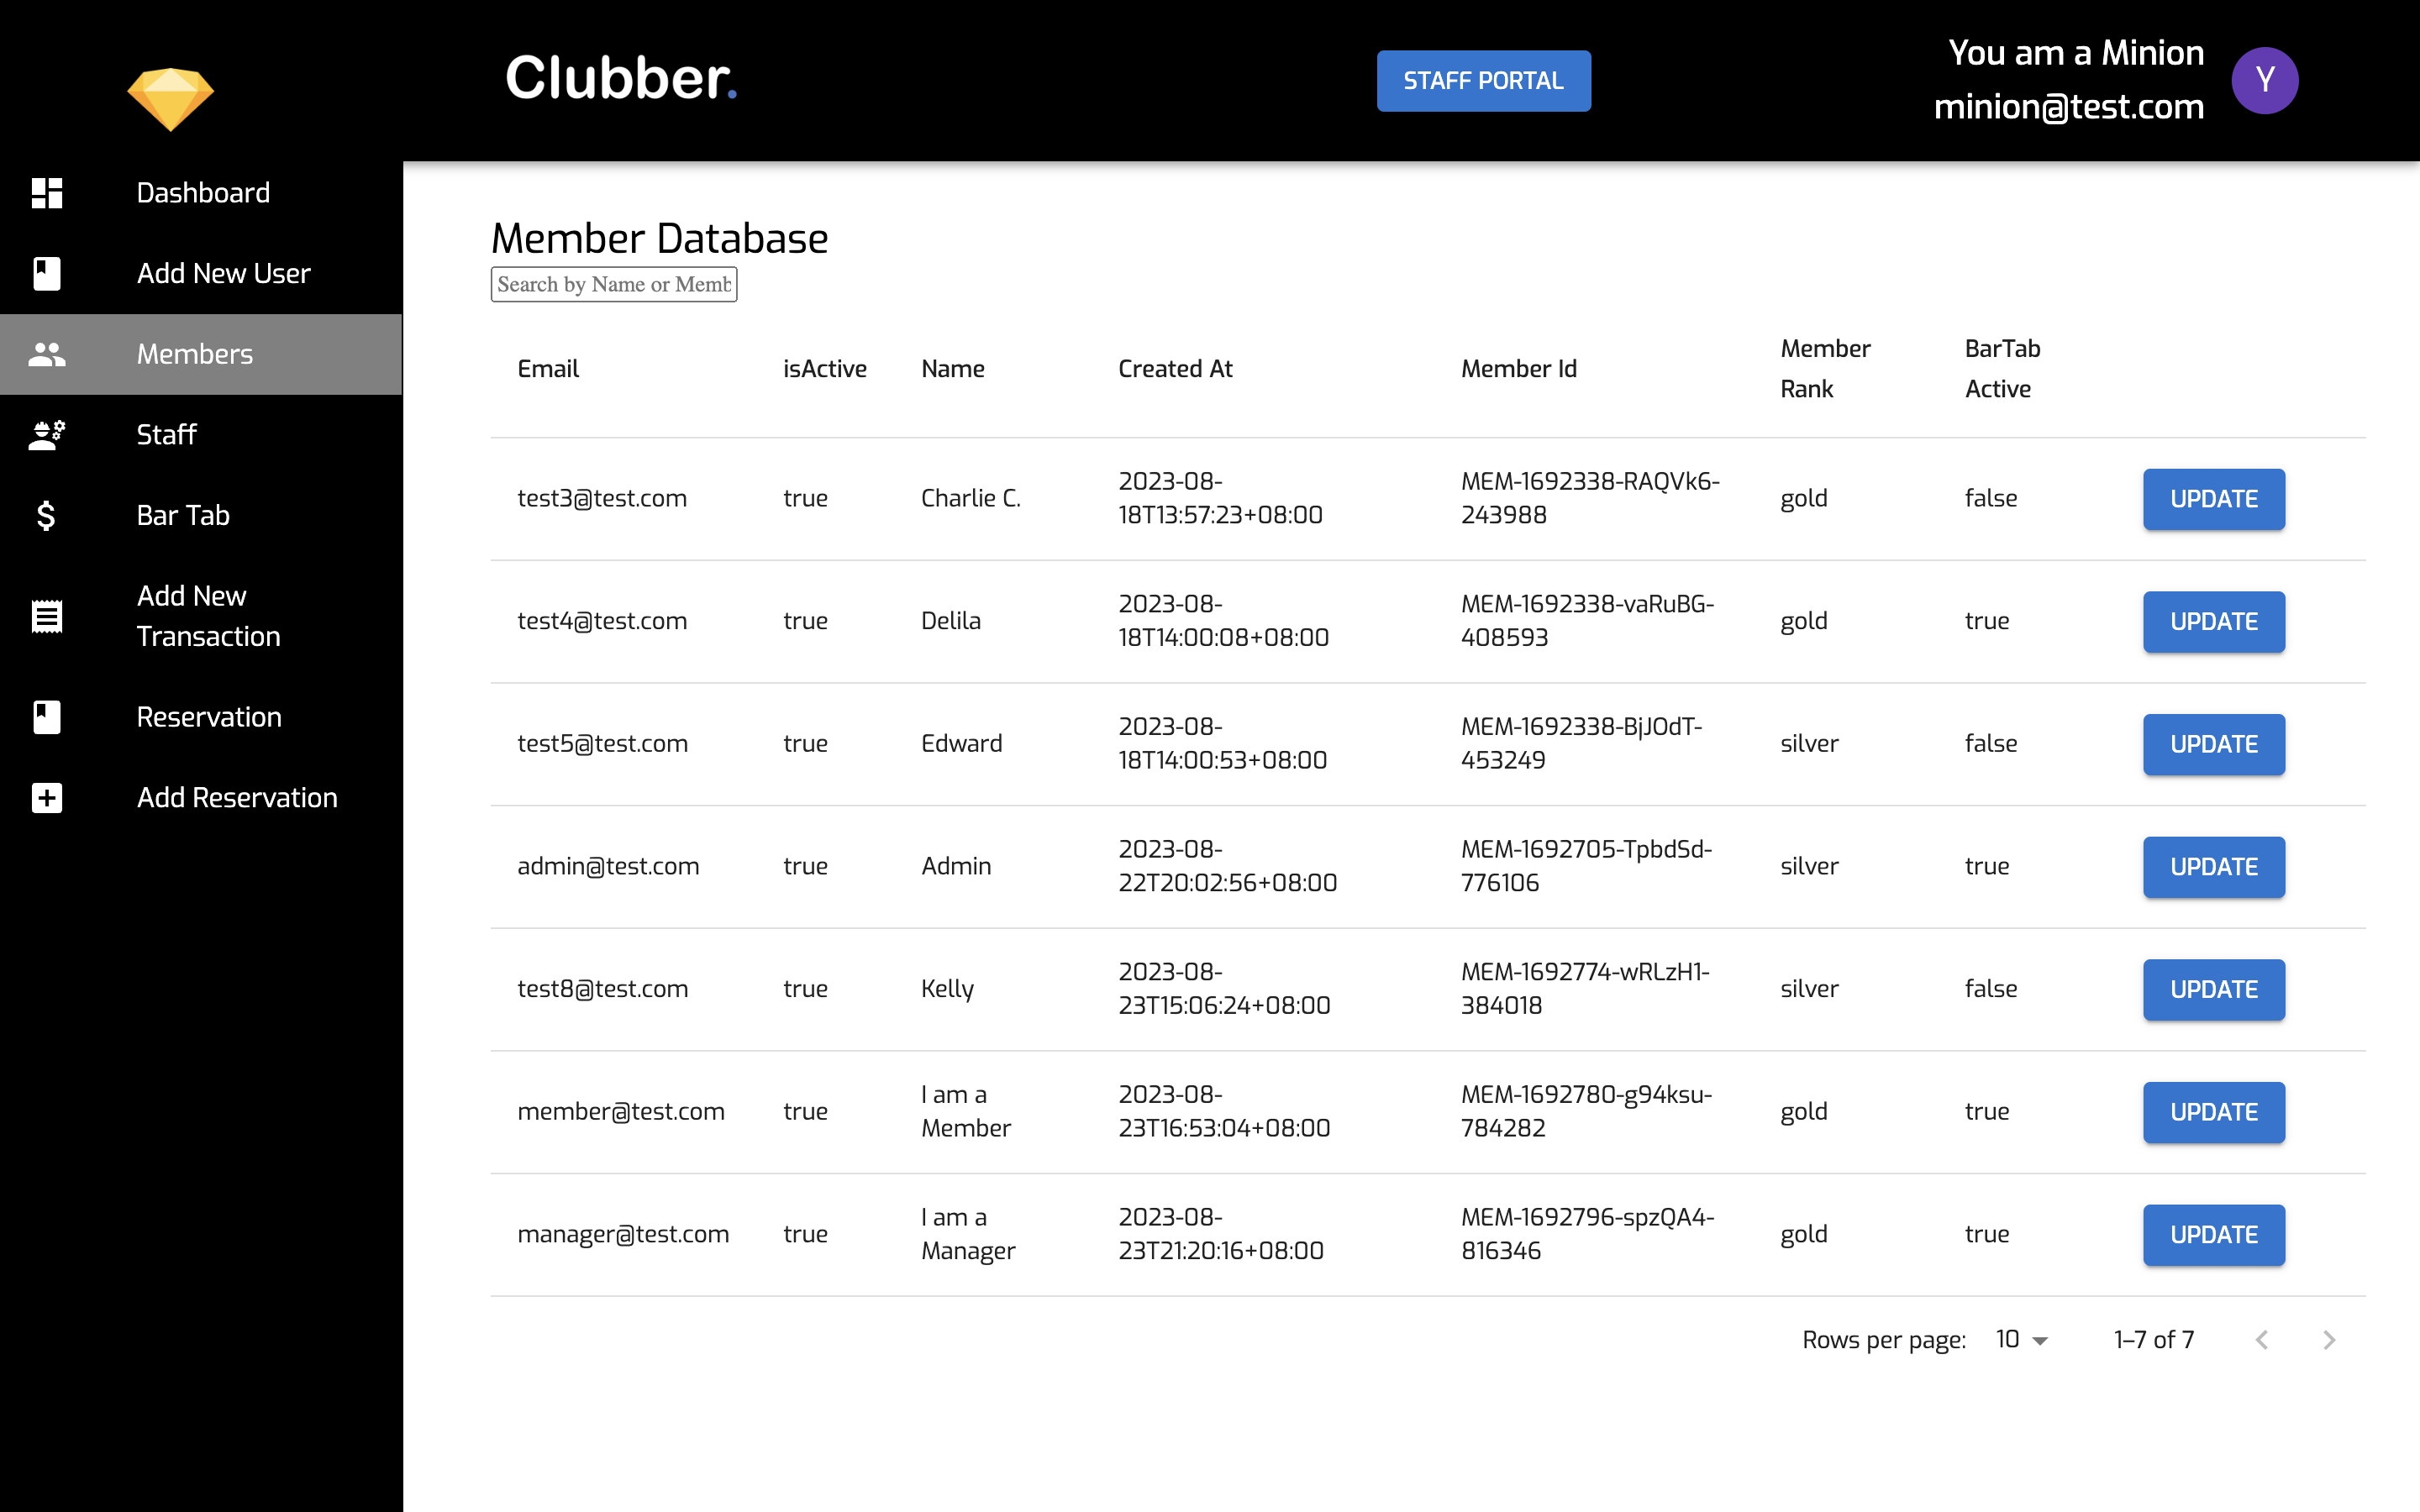 Clubber.
STAFF PORTAL
You am a Minion
minion@test.com
Y
Dashboard
Add New User
Members
Staff
Bar Tab
Add New
Transaction
Reservation
Add Reservation
Member Database
Search by Name or Memb
Email isActive Name Created At Member Id Member Rank BarTab Active
test3@test.com true Charlie C. 2023-08-18T13:57:23+08:00 MEM-1692338-RAQVk6-243988 gold false UPDATE
test4@test.com true Delila 2023-08-18T14:00:08+08:00 MEM-1692338-vaRuBG-408593 gold true UPDATE
test5@test.com true Edward 2023-08-18T14:00:53+08:00 MEM-1692338-BjJOdT-453249 silver false UPDATE
admin@test.com true Admin 2023-08-22T20:02:56+08:00 MEM-1692705-TpbdSd-776106 silver true UPDATE
test8@test.com true Kelly 2023-08-23T15:06:24+08:00 MEM-1692774-wRLzH1-384018 silver false UPDATE
member@test.com true I am a Member 2023-08-23T16:53:04+08:00 MEM-1692780-g94ksu-784282 gold true UPDATE
manager@test.com true I am a Manager 2023-08-23T21:20:16+08:00 MEM-1692796-spzQA4-816346 gold true UPDATE
Rows per page: 10 1–7 of 7